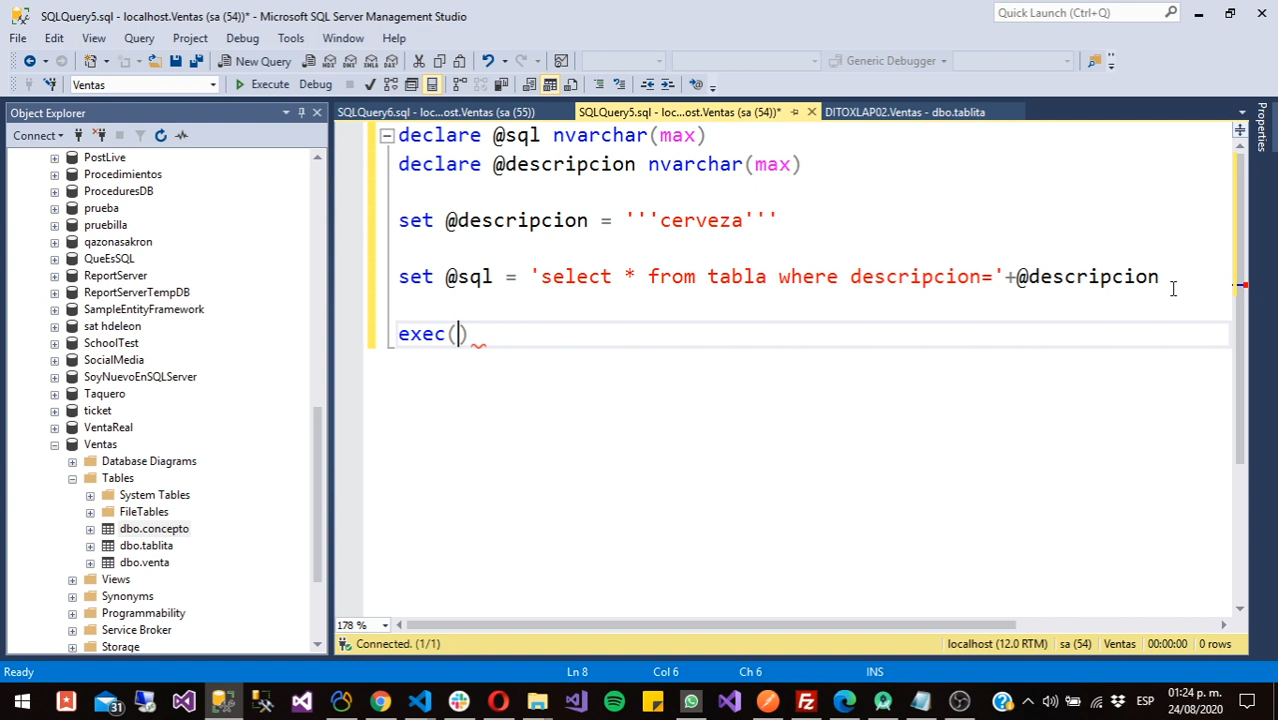 SQLQuery5.sql - localhost.Ventas (sa (54))* - Microsoft SQL Server Management Studio
Quick Launch (Ctrl+Q)
File Edit View Query Project Debug Tools Window Help
New Query
Generic Debugger
Ventas
Execute Debug
Object Explorer
SQLQuery6.sql - loc...ost.Ventas (sa (55))
SQLQuery5.sql - loc...ost.Ventas (sa (54))*
DITOXLAP02.Ventas - dbo.tablita
Properties
Connect
PostLive
Procedimientos
ProceduresDB
prueba
pruebilla
qazonasakron
QueEsSQL
ReportServer
ReportServerTempDB
SampleEntityFramework
sat hdeleon
SchoolTest
SocialMedia
SoyNuevoEnSQLServer
Taquero
ticket
VentaReal
Ventas
Database Diagrams
Tables
System Tables
FileTables
dbo.concepto
dbo.tablita
dbo.venta
Views
Synonyms
Programmability
Service Broker
Storage
declare @sql nvarchar(max)
declare @descripcion nvarchar(max)
set @descripcion = '''cerveza'''
set @sql = 'select * from tabla where descripcion='+@descripcion
exec()
178 %
Connected. (1/1)
localhost (12.0 RTM)
sa (54)
Ventas
00:00:00
0 rows
Ready
Ln 8
Col 6
Ch 6
INS
31
ESP
01:24 p. m.
24/08/2020